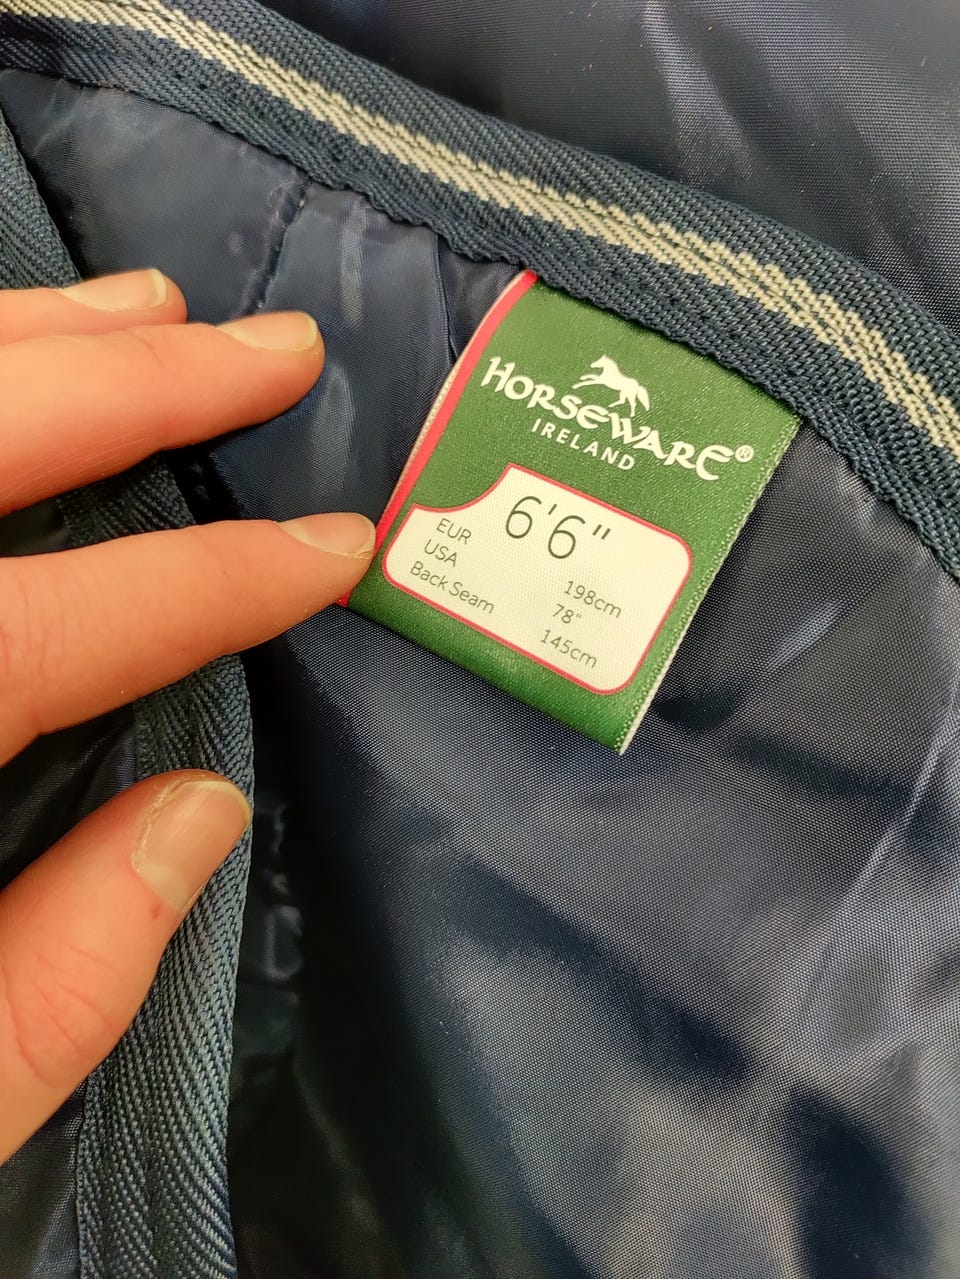 HORSEWARE®
IRELAND
6'6"
EUR 198cm
USA 78"
Back Seam 145cm